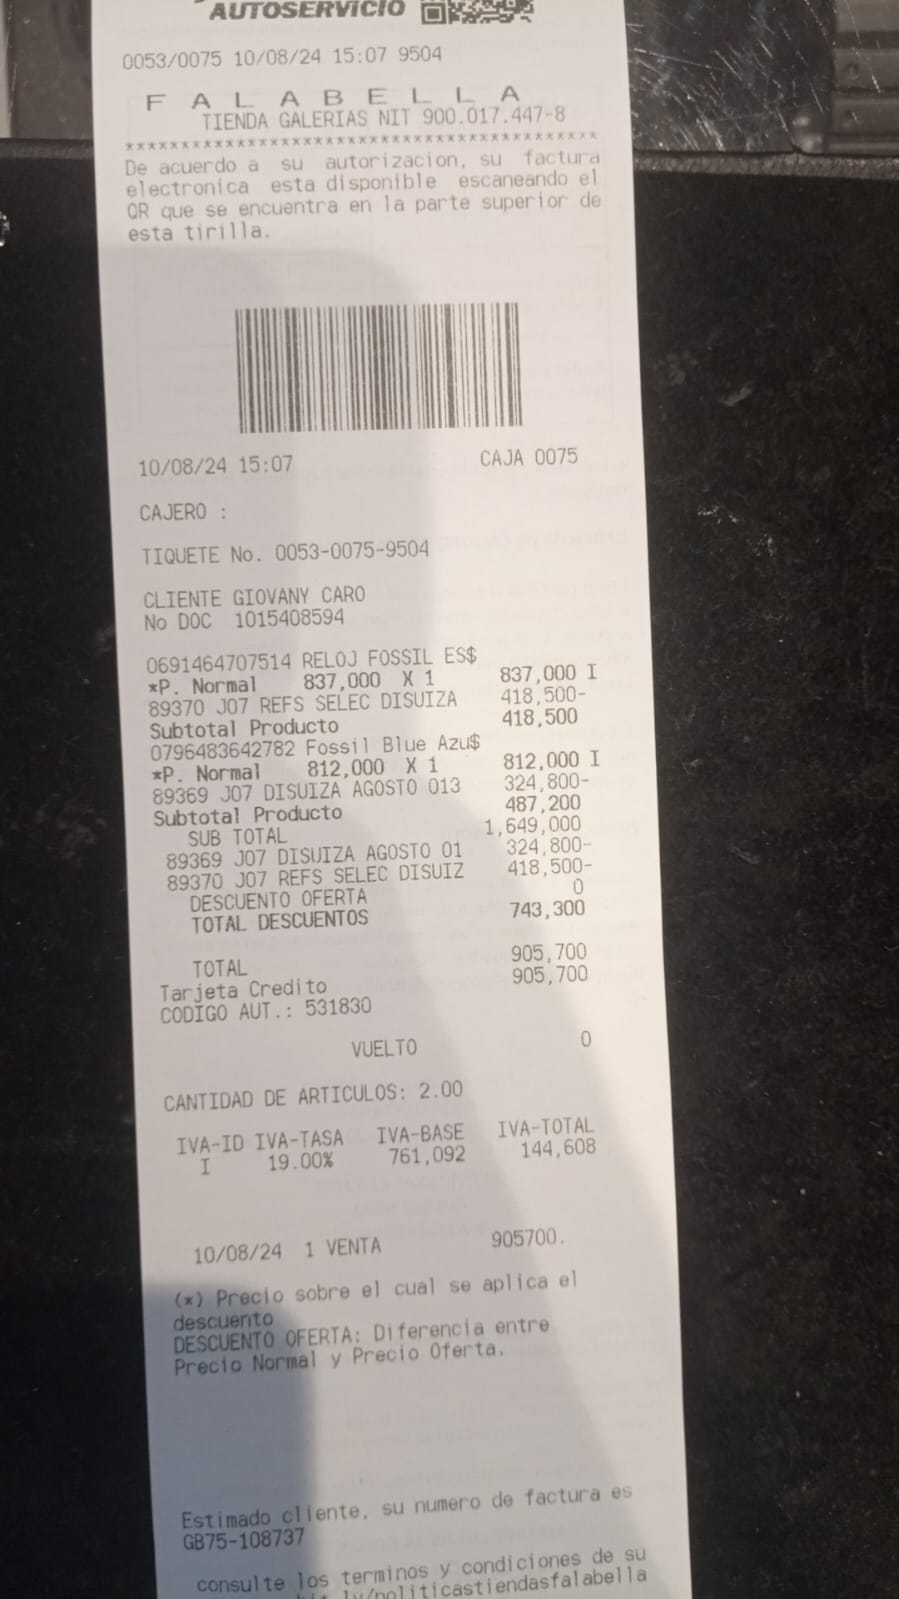 AUTOSERVICIO
0053/0075 10/08/24 15:07 9504
F A L A B E L L A
TIENDA GALERIAS NIT 900.017.447-8
******************************************
De acuerdo a su autorizacion, su factura
electronica esta disponible escaneando el
QR que se encuentra en la parte superior de
esta tirilla.
10/08/24 15:07 CAJA 0075
CAJERO :
TIQUETE No. 0053-0075-9504
CLIENTE GIOVANY CARO
No DOC 1015408594
0691464707514 RELOJ FOSSIL ES$
*P. Normal 837,000 X 1 837,000 I
89370 J07 REFS SELEC DISUIZA 418,500-
Subtotal Producto 418,500
0796483642782 Fossil Blue Azu$
*P. Normal 812,000 X 1 812,000 I
89369 J07 DISUIZA AGOSTO 013 324,800-
Subtotal Producto 487,200
SUB TOTAL 1,649,000
89369 J07 DISUIZA AGOSTO 01 324,800-
89370 J07 REFS SELEC DISUIZ 418,500-
DESCUENTO OFERTA 0
TOTAL DESCUENTOS 743,300
TOTAL 905,700
Tarjeta Credito 905,700
CODIGO AUT.: 531830
VUELTO 0
CANTIDAD DE ARTICULOS: 2.00
IVA-ID IVA-TASA IVA-BASE IVA-TOTAL
I 19.00% 761,092 144,608
10/08/24 1 VENTA 905700.
(*) Precio sobre el cual se aplica el
descuento
DESCUENTO OFERTA: Diferencia entre
Precio Normal y Precio Oferta.
Estimado cliente, su numero de factura es
GB75-108737
consulte los terminos y condiciones de su
ly/politicastiendasfalabella